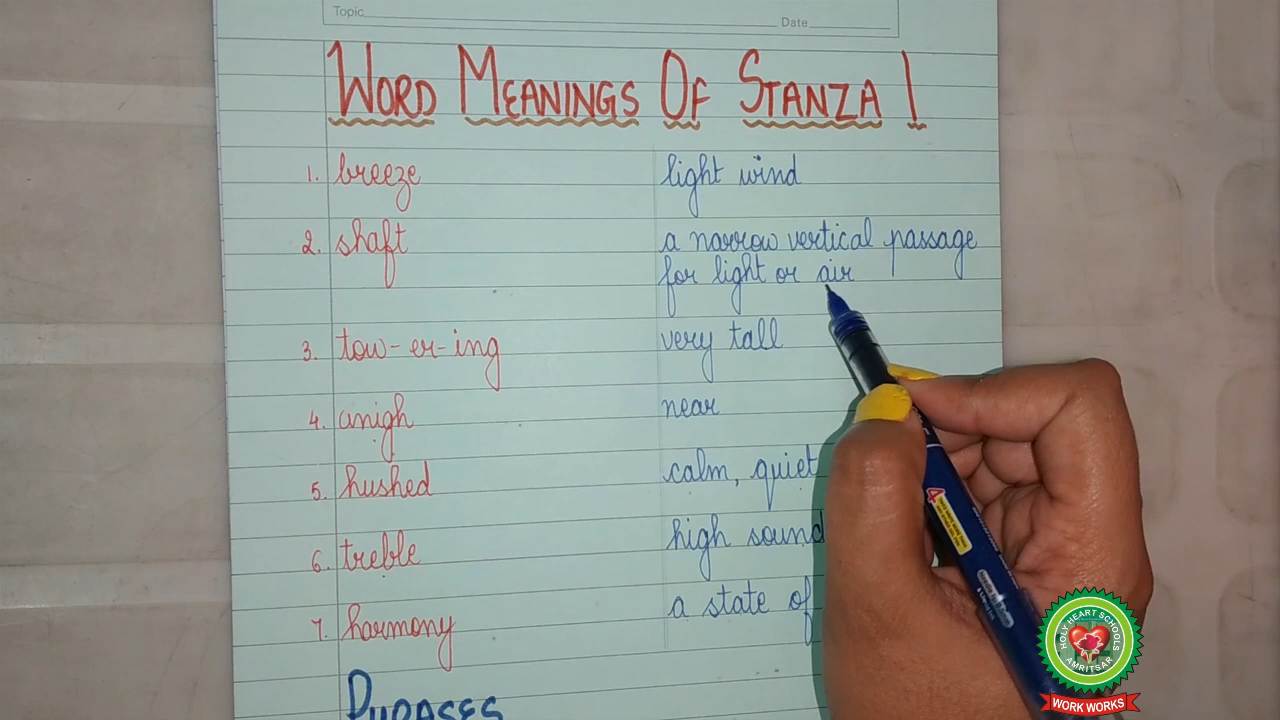 Topic Date
WORD MEANINGS OF STANZA 1
1. breeze light wind
2. shaft a narrow vertical passage
for light or air
3. tow-er-ing very tall
4. anigh near
5. hushed calm, quiet
6. treble high sound
7. harmony a state of
PHRASES
HOLY HEART SCHOOLS
AMRITSAR
WORK WORKS